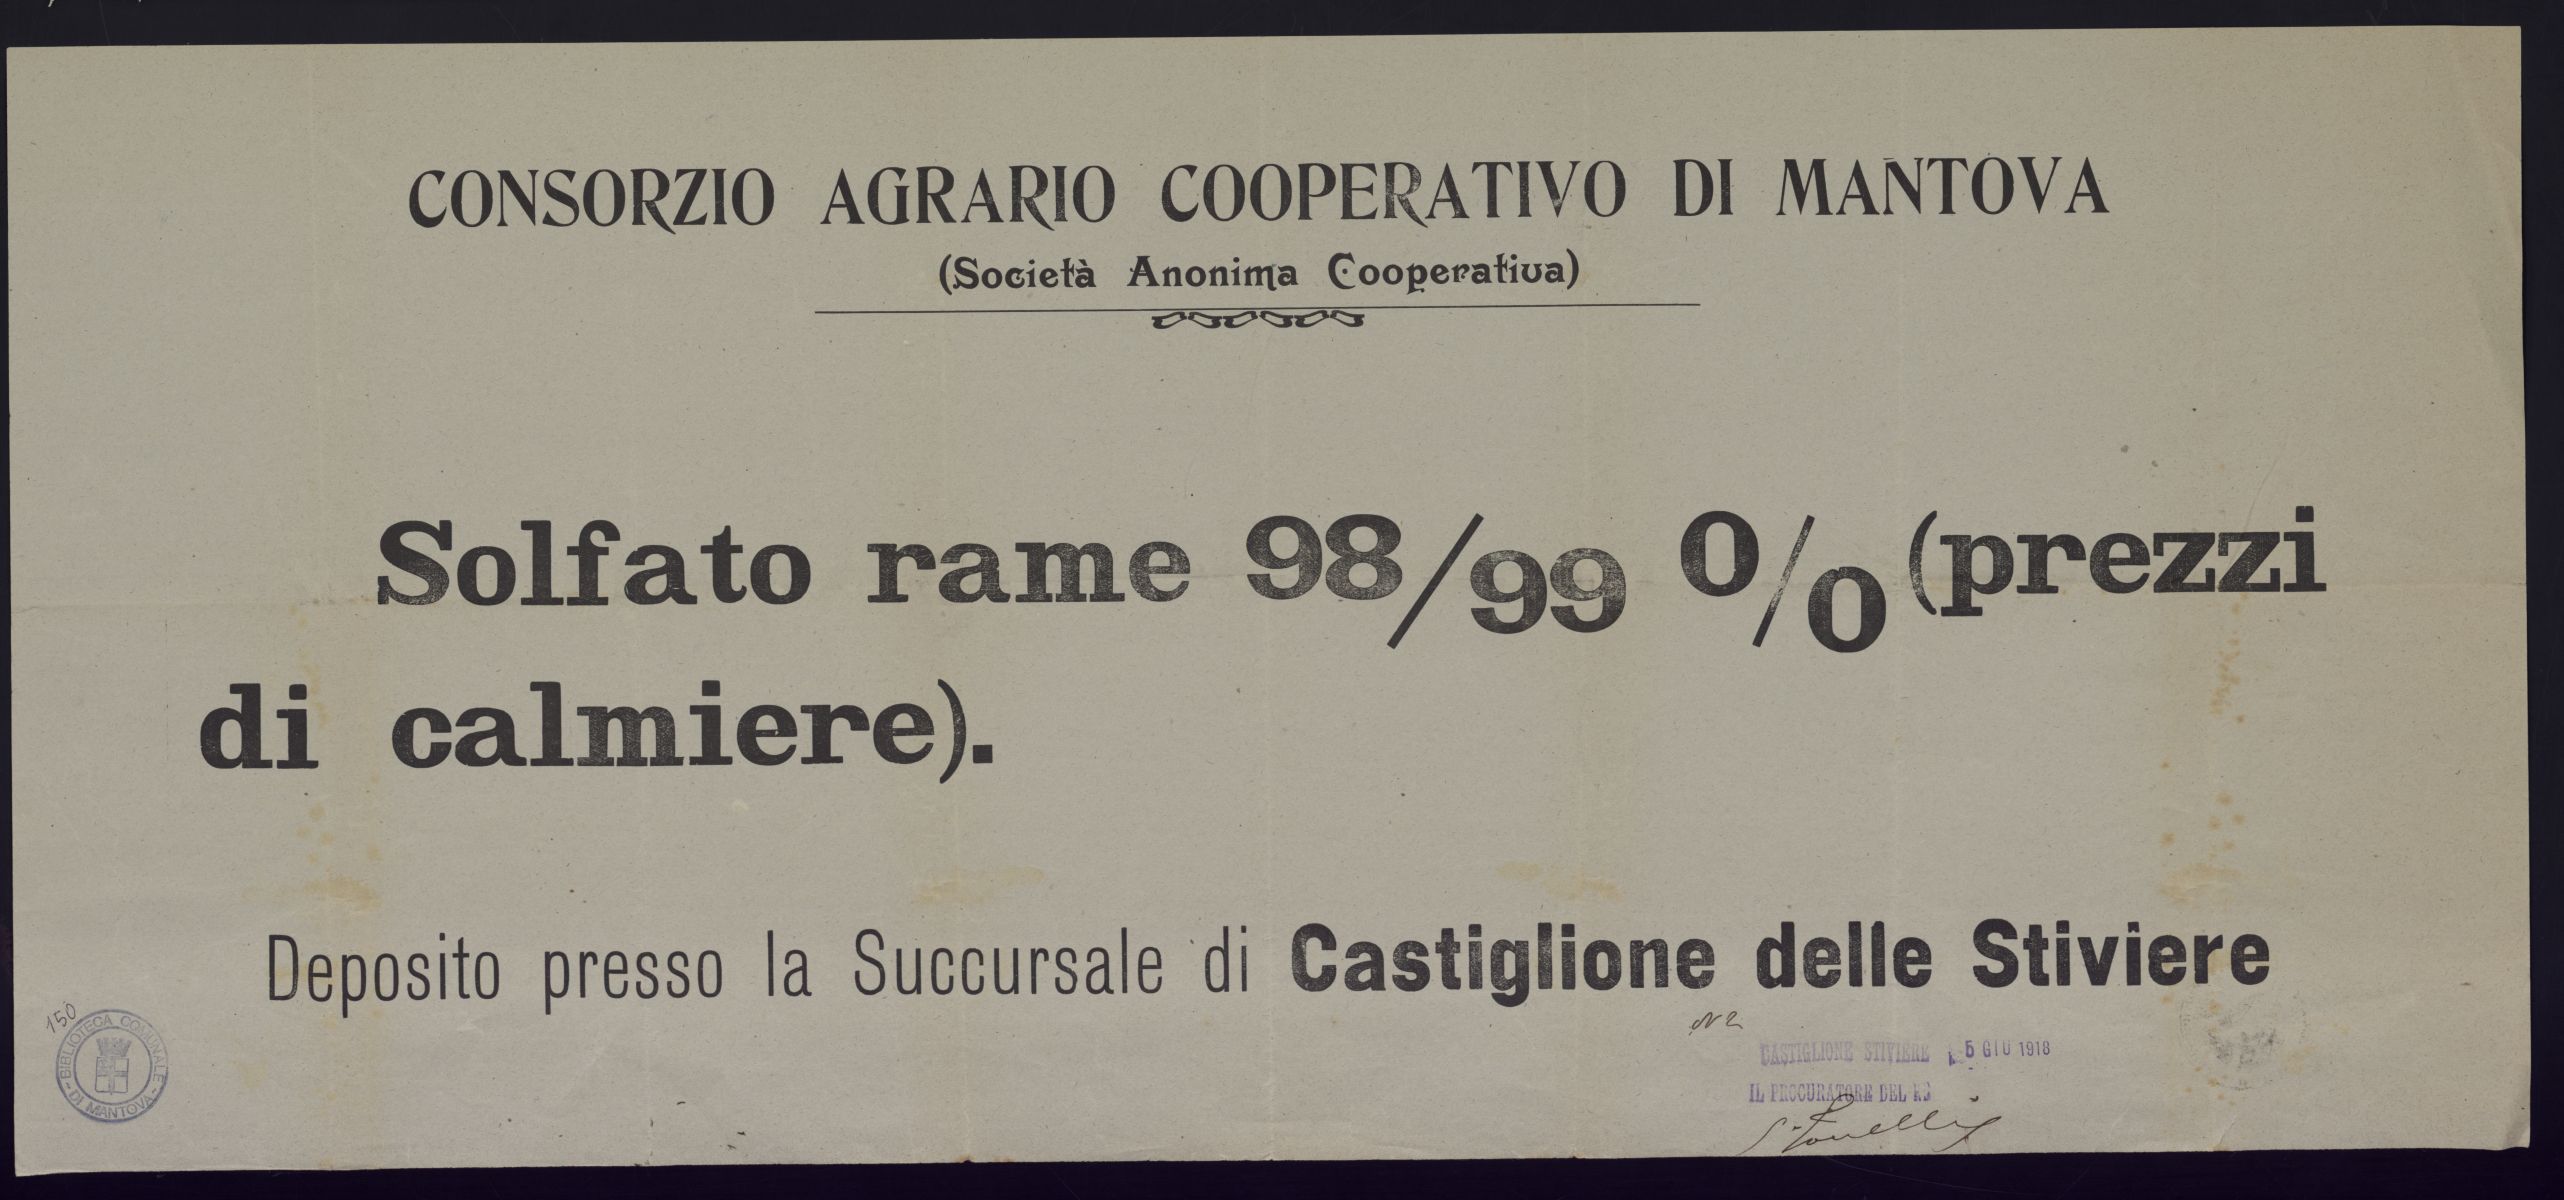 CONSORZIO AGRARIO COOPERATIVO DI MANTOVA
(Società Anonima Cooperativa)
Solfato rame 98/99 0/0 (prezzi
di calmiere).
Deposito presso la Succursale di Castiglione delle Stiviere
150
BIBLIOTECA COMUNALE
DI MANTOVA
N 2
CASTIGLIONE STIVIERE 5 GIU 1918
IL PROCURATORE DEL RE